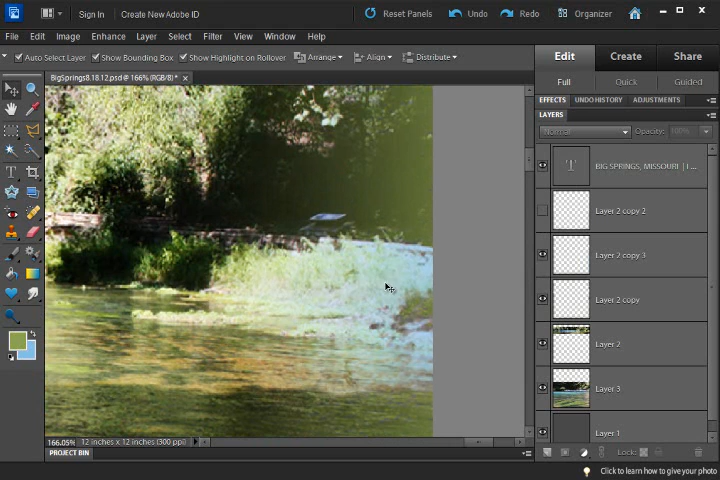 Sign In Create New Adobe ID Reset Panels Undo Redo Organizer
File Edit Image Enhance Layer Select Filter View Window Help
Auto Select Layer Show Bounding Box Show Highlight on Rollover Arrange Align Distribute
Edit Create Share
BigSprings8.18.12.psd @ 166% (RGB/8) *
Full Quick Guided
EFFECTS UNDO HISTORY ADJUSTMENTS
LAYERS
Normal Opacity: 100%
T BIG SPRINGS, MISSOURI | I ...
Layer 2 copy 2
Layer 2 copy 3
Layer 2 copy
Layer 2
Layer 3
Layer 1
166.05% 12 inches x 12 inches (300 ppi)
Lock:
PROJECT BIN
Click to learn how to give your photo